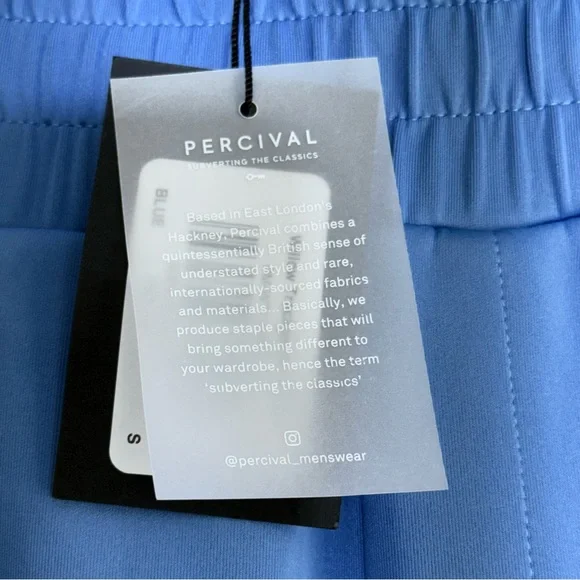 PERCIVAL
SUBVERTING THE CLASSICS
Based in East London's
Hackney, Percival combines a
quintessentially British sense of
understated style and rare,
internationally-sourced fabrics
and materials... Basically, we
produce staple pieces that will
bring something different to
your wardrobe, hence the term
'subverting the classics'
@percival_menswear
BLUE
S